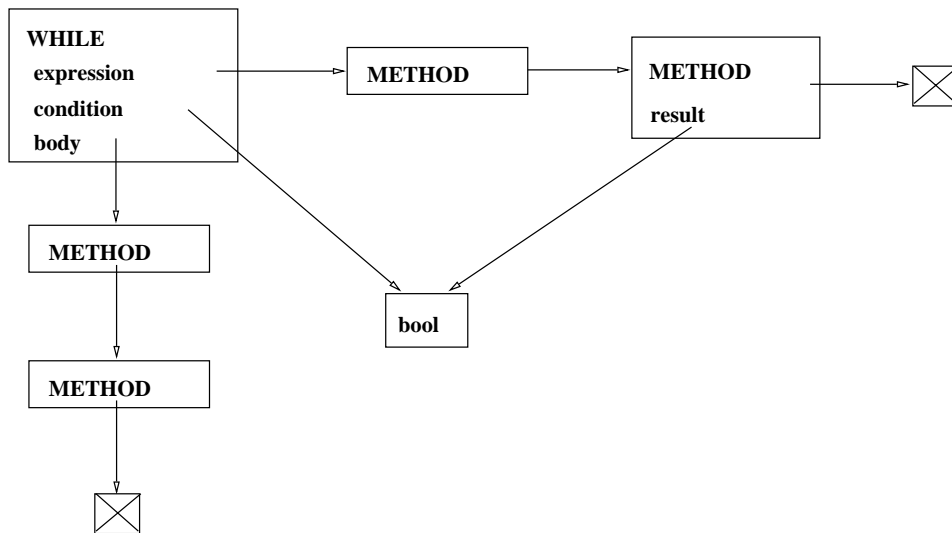 WHILE
expression
condition
body
METHOD
METHOD
result
METHOD
bool
METHOD